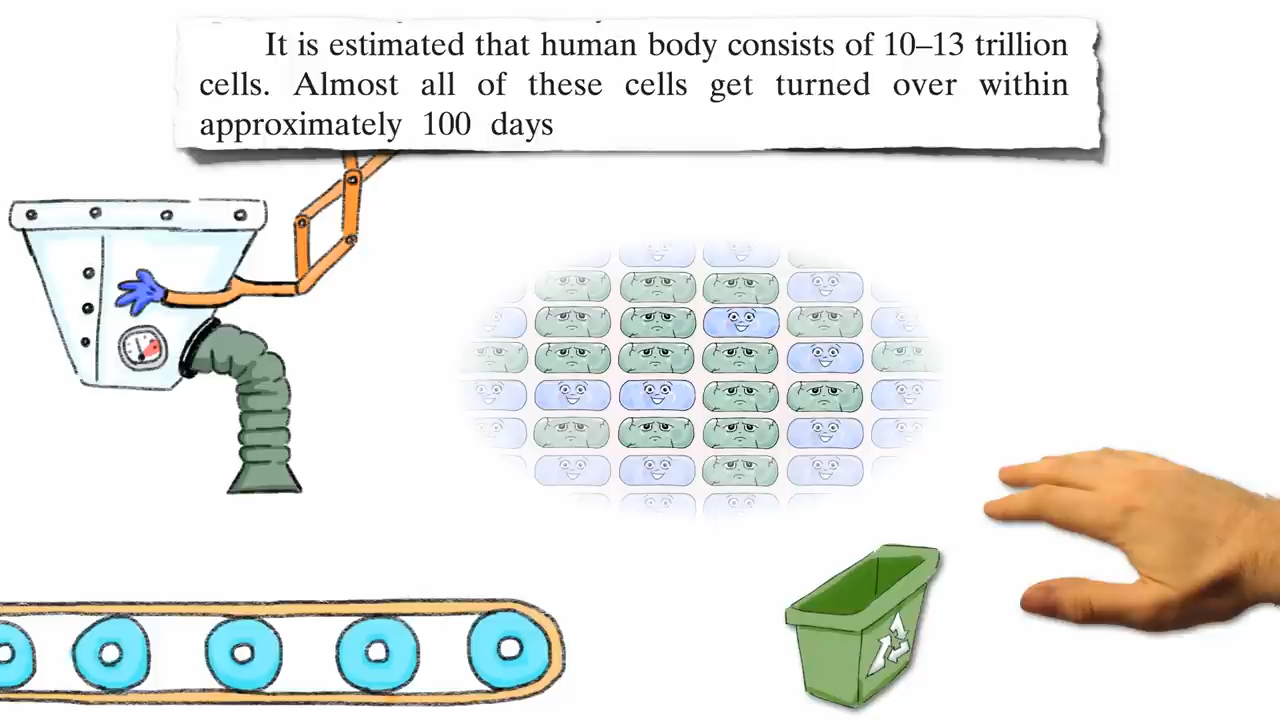 It is estimated that human body consists of 10–13 trillion
cells. Almost all of these cells get turned over within
approximately 100 days